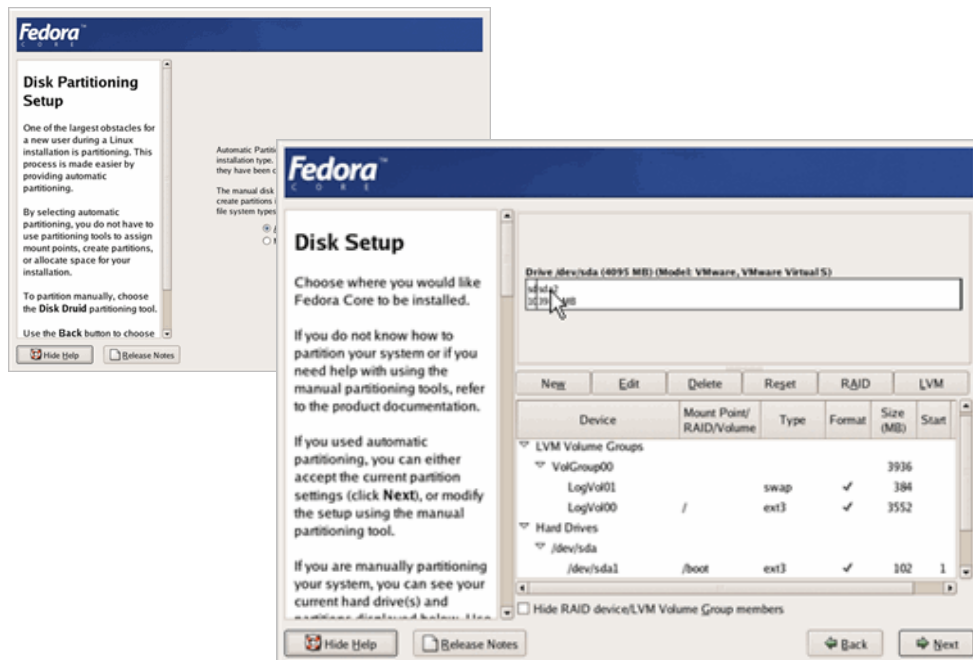 Fedora™
CORE
Disk Partitioning
Setup
One of the largest obstacles for
a new user during a Linux
installation is partitioning. This
process is made easier by
providing automatic
partitioning.
By selecting automatic
partitioning, you do not have to
use partitioning tools to assign
mount points, create partitions,
or allocate space for your
installation.
To partition manually, choose
the Disk Druid partitioning tool.
Use the Back button to choose
Hide Help Release Notes
Automatic
installation type.
they have been
The manual disk
create partitions
file system types
Fedora™
CORE
Disk Setup
Choose where you would like
Fedora Core to be installed.
If you do not know how to
partition your system or if you
need help with using the
manual partitioning tools, refer
to the product documentation.
If you used automatic
partitioning, you can either
accept the current partition
settings (click Next), or modify
the setup using the manual
partitioning tool.
If you are manually partitioning
your system, you can see your
current hard drive(s) and
Drive /dev/sda (4095 MB) (Model: VMware, VMware Virtual S)
MB
New Edit Delete Reset RAID LVM
Device Mount Point/ RAID/Volume Type Format Size (MB) Start
LVM Volume Groups
VolGroup00 3936
LogVol01 swap ✓ 384
LogVol00 / ext3 ✓ 3552
Hard Drives
/dev/sda
/dev/sda1 /boot ext3 ✓ 102 1
Hide RAID device/LVM Volume Group members
Hide Help Release Notes Back Next